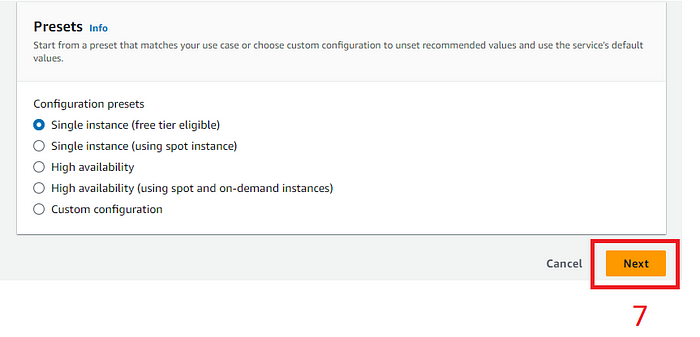 Presets Info
Start from a preset that matches your use case or choose custom configuration to unset recommended values and use the service's default
values.
Configuration presets
Single instance (free tier eligible)
Single instance (using spot instance)
High availability
High availability (using spot and on-demand instances)
Custom configuration
Cancel Next
7